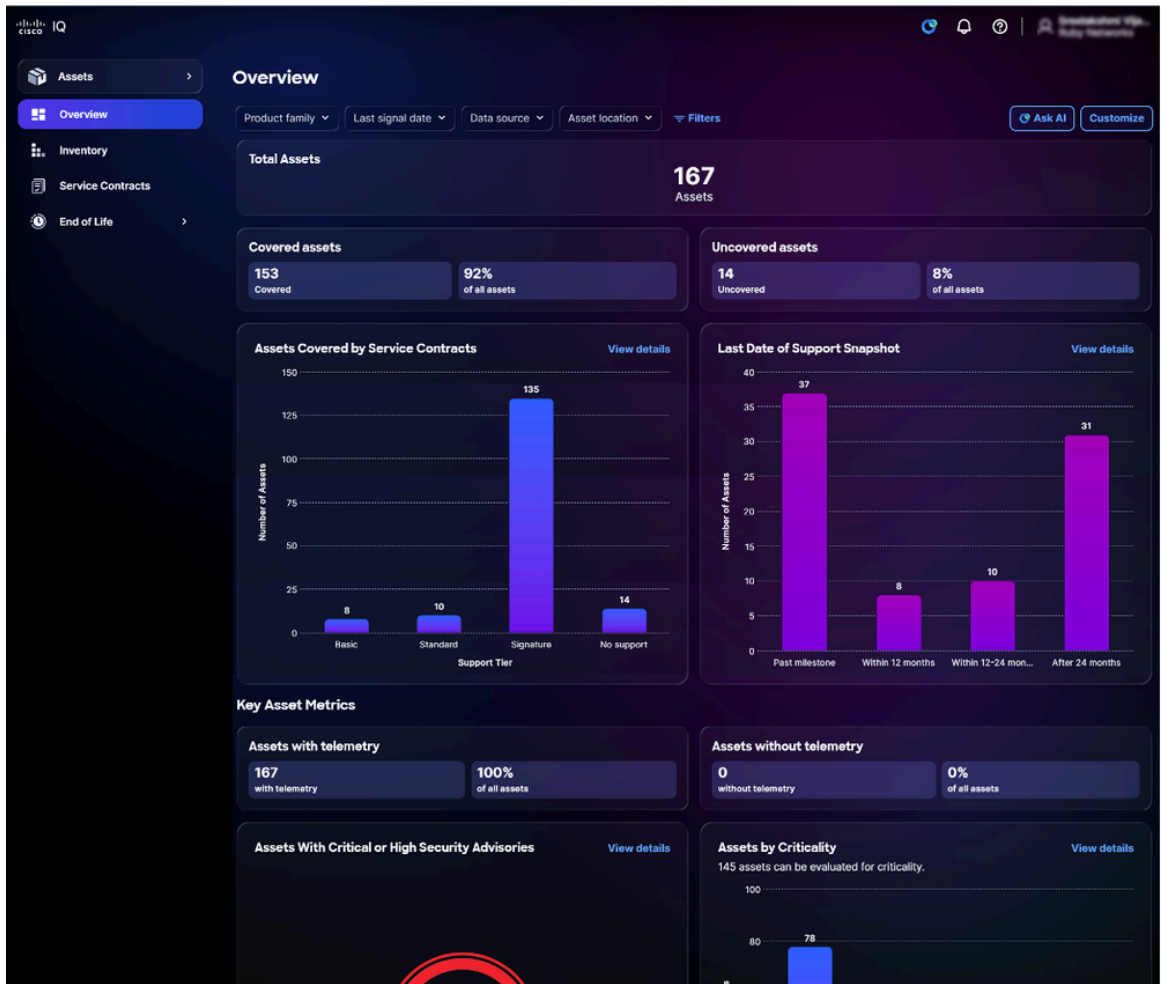 cisco IQ
Assets
Overview
Inventory
Service Contracts
End of Life
Overview
Product family Last signal date Data source Asset location Filters Ask AI Customize
Total Assets
167
Assets
Covered assets
153 92%
Covered of all assets
Uncovered assets
14 8%
Uncovered of all assets
Assets Covered by Service Contracts View details
150
125
100
75
50
25
0
Number of Assets
8 10 135 14
Basic Standard Signature No support
Support Tier
Last Date of Support Snapshot View details
40
35
30
25
20
15
10
5
0
Number of Assets
37 8 10 31
Past milestone Within 12 months Within 12-24 mon... After 24 months
Key Asset Metrics
Assets with telemetry
167 100%
with telemetry of all assets
Assets without telemetry
0 0%
without telemetry of all assets
Assets With Critical or High Security Advisories View details
Assets by Criticality View details
145 assets can be evaluated for criticality.
100
80
78